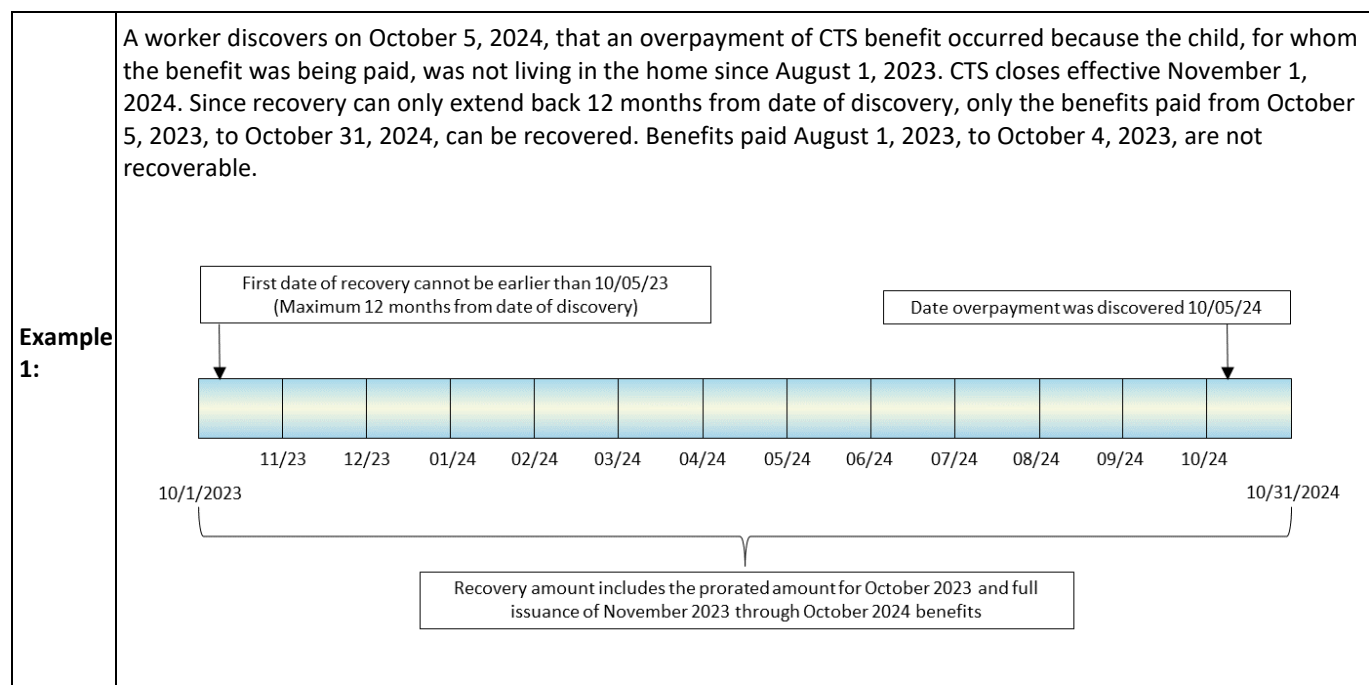 A worker discovers on October 5, 2024, that an overpayment of CTS benefit occurred because the child, for whom
the benefit was being paid, was not living in the home since August 1, 2023. CTS closes effective November 1,
2024. Since recovery can only extend back 12 months from date of discovery, only the benefits paid from October
5, 2023, to October 31, 2024, can be recovered. Benefits paid August 1, 2023, to October 4, 2023, are not
recoverable.
Example
1:
First date of recovery cannot be earlier than 10/05/23
(Maximum 12 months from date of discovery)
Date overpayment was discovered 10/05/24
11/23 12/23 01/24 02/24 03/24 04/24 05/24 06/24 07/24 08/24 09/24 10/24
10/1/2023 10/31/2024
Recovery amount includes the prorated amount for October 2023 and full
issuance of November 2023 through October 2024 benefits